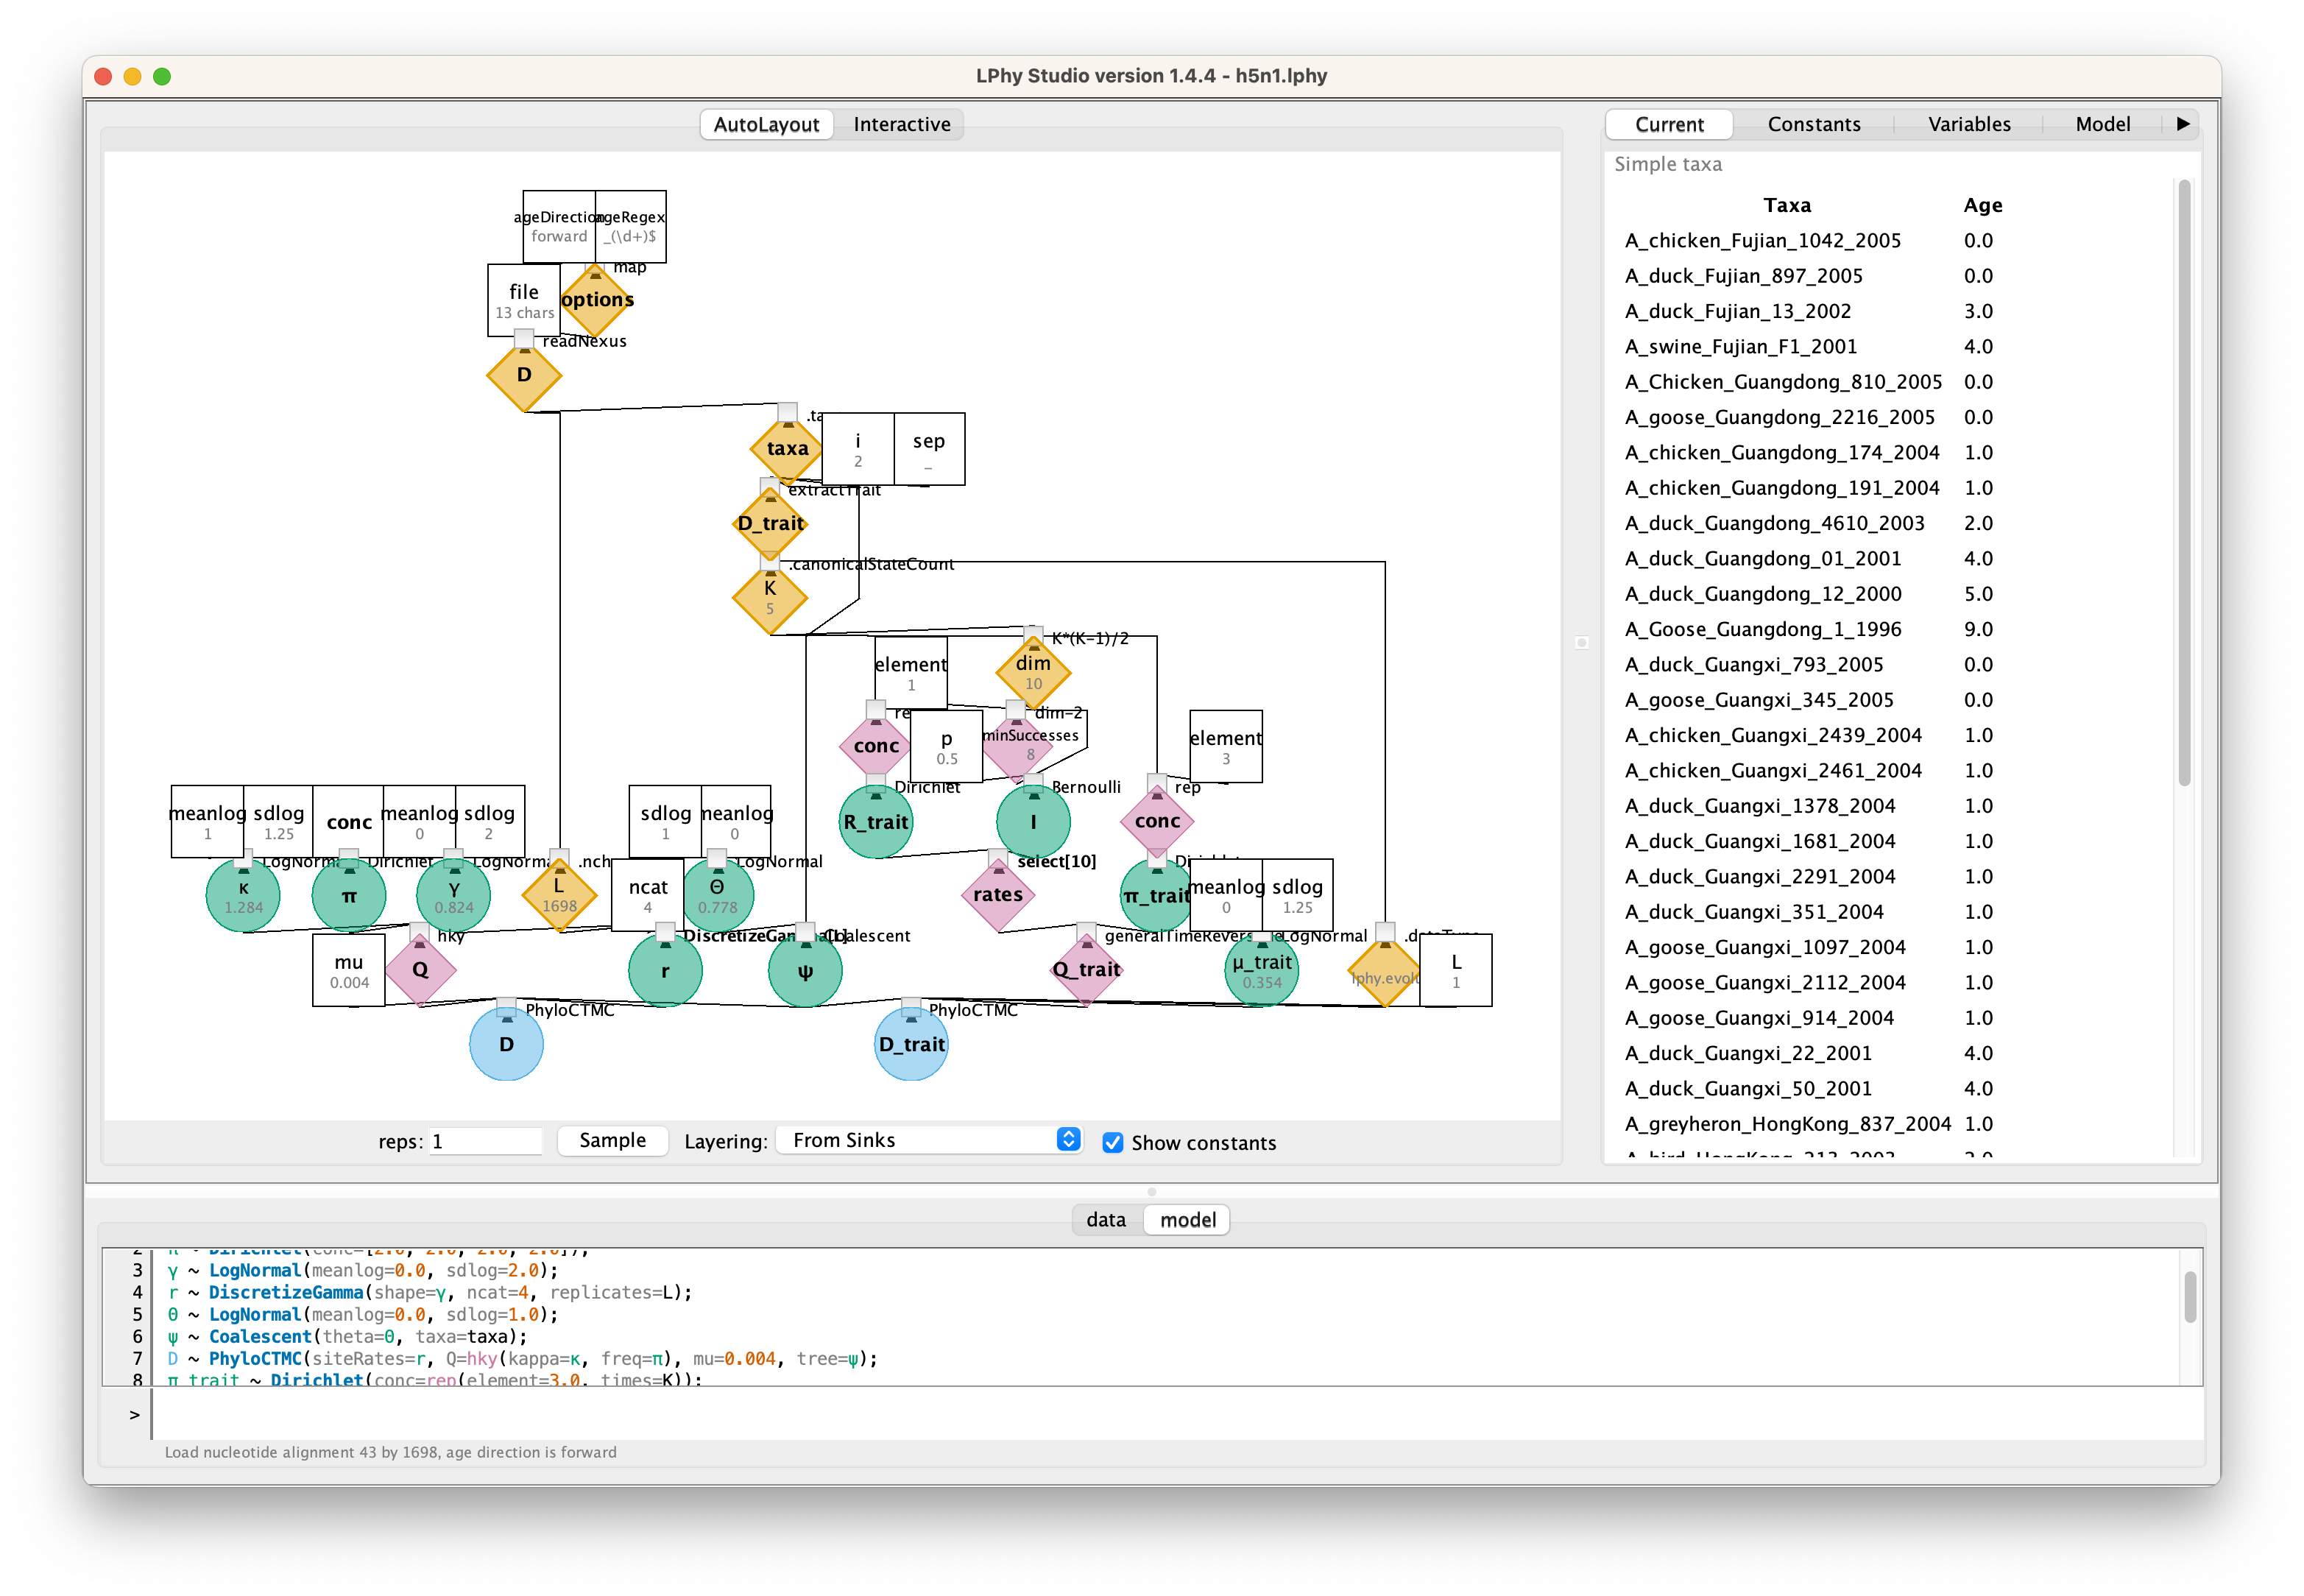 LPhy Studio version 1.4.4 - h5n1.lphy
AutoLayout Interactive
Current Constants Variables Model
Simple taxa
Taxa Age
A_chicken_Fujian_1042_2005 0.0
A_duck_Fujian_897_2005 0.0
A_duck_Fujian_13_2002 3.0
A_swine_Fujian_F1_2001 4.0
A_Chicken_Guangdong_810_2005 0.0
A_goose_Guangdong_2216_2005 0.0
A_chicken_Guangdong_174_2004 1.0
A_chicken_Guangdong_191_2004 1.0
A_duck_Guangdong_4610_2003 2.0
A_duck_Guangdong_01_2001 4.0
A_duck_Guangdong_12_2000 5.0
A_Goose_Guangdong_1_1996 9.0
A_duck_Guangxi_793_2005 0.0
A_goose_Guangxi_345_2005 0.0
A_chicken_Guangxi_2439_2004 1.0
A_chicken_Guangxi_2461_2004 1.0
A_duck_Guangxi_1378_2004 1.0
A_duck_Guangxi_1681_2004 1.0
A_duck_Guangxi_2291_2004 1.0
A_duck_Guangxi_351_2004 1.0
A_goose_Guangxi_1097_2004 1.0
A_goose_Guangxi_2112_2004 1.0
A_goose_Guangxi_914_2004 1.0
A_duck_Guangxi_22_2001 4.0
A_duck_Guangxi_50_2001 4.0
A_greyheron_HongKong_837_2004 1.0
ageDirection ageRegex
forward _(\d+)$
map
file
13 chars
options
readNexus
D
taxa
i
2
sep
_
extractTrait
D_trait
.canonicalStateCount
K
5
K*(K-1)/2
element
1
dim
10
dim-2
conc
p
0.5
minSuccesses
8
element
3
Dirichlet
Bernoulli
rep
R_trait
I
conc
meanlog sdlog conc meanlog sdlog
1 1.25 0 2
sdlog meanlog
1 0
LogNormal
select[10]
κ
1.284
π
γ
0.824
L
1698
ncat
4
Θ
0.778
rates
π_trait
meanlog sdlog
0 1.25
hky
Coalescent
LogNormal
mu
0.004
Q
r
ψ
Q_trait
μ_trait
0.354
L
1
PhyloCTMC
PhyloCTMC
D
D_trait
reps: 1 Sample Layering: From Sinks Show constants
data model
2 π ~ Dirichlet(conc=[2.0, 2.0, 2.0, 2.0]);
3 γ ~ LogNormal(meanlog=0.0, sdlog=2.0);
4 r ~ DiscretizeGamma(shape=γ, ncat=4, replicates=L);
5 Θ ~ LogNormal(meanlog=0.0, sdlog=1.0);
6 ψ ~ Coalescent(theta=Θ, taxa=taxa);
7 D ~ PhyloCTMC(siteRates=r, Q=hky(kappa=κ, freq=π), mu=0.004, tree=ψ);
8 π_trait ~ Dirichlet(conc=rep(element=3.0, times=K));
>
Load nucleotide alignment 43 by 1698, age direction is forward